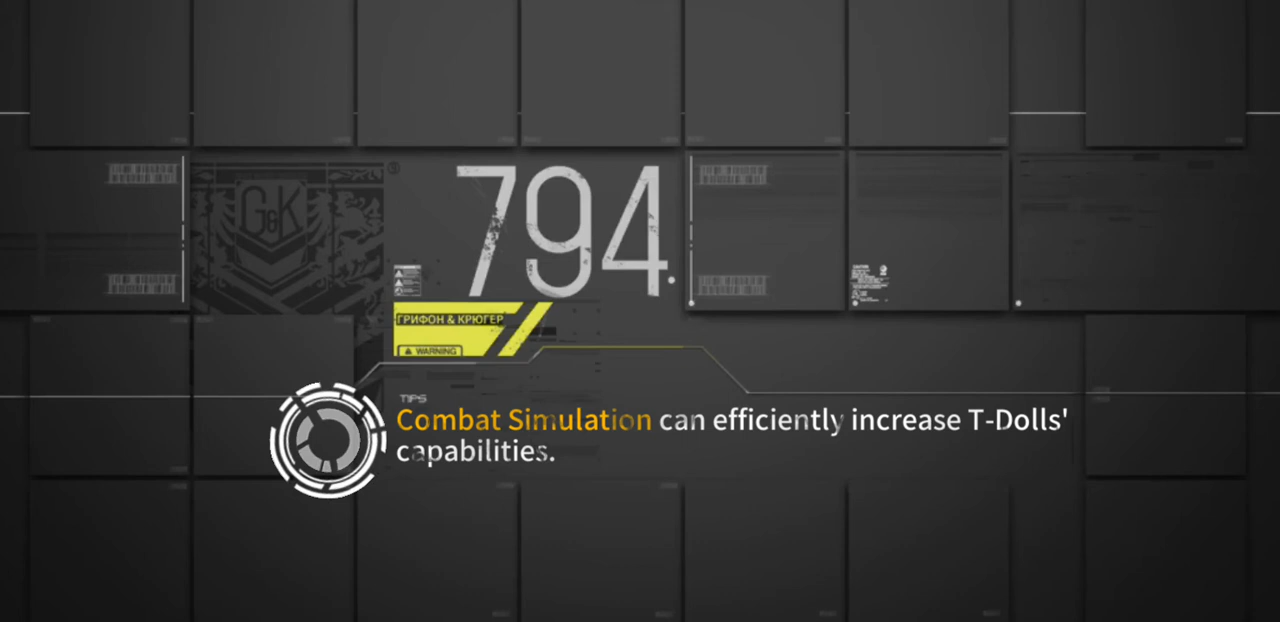 G&K
794.
ГРИФОН & КРЮГЕР
WARNING
TIPS
Combat Simulation can efficiently increase T-Dolls'
capabilities.